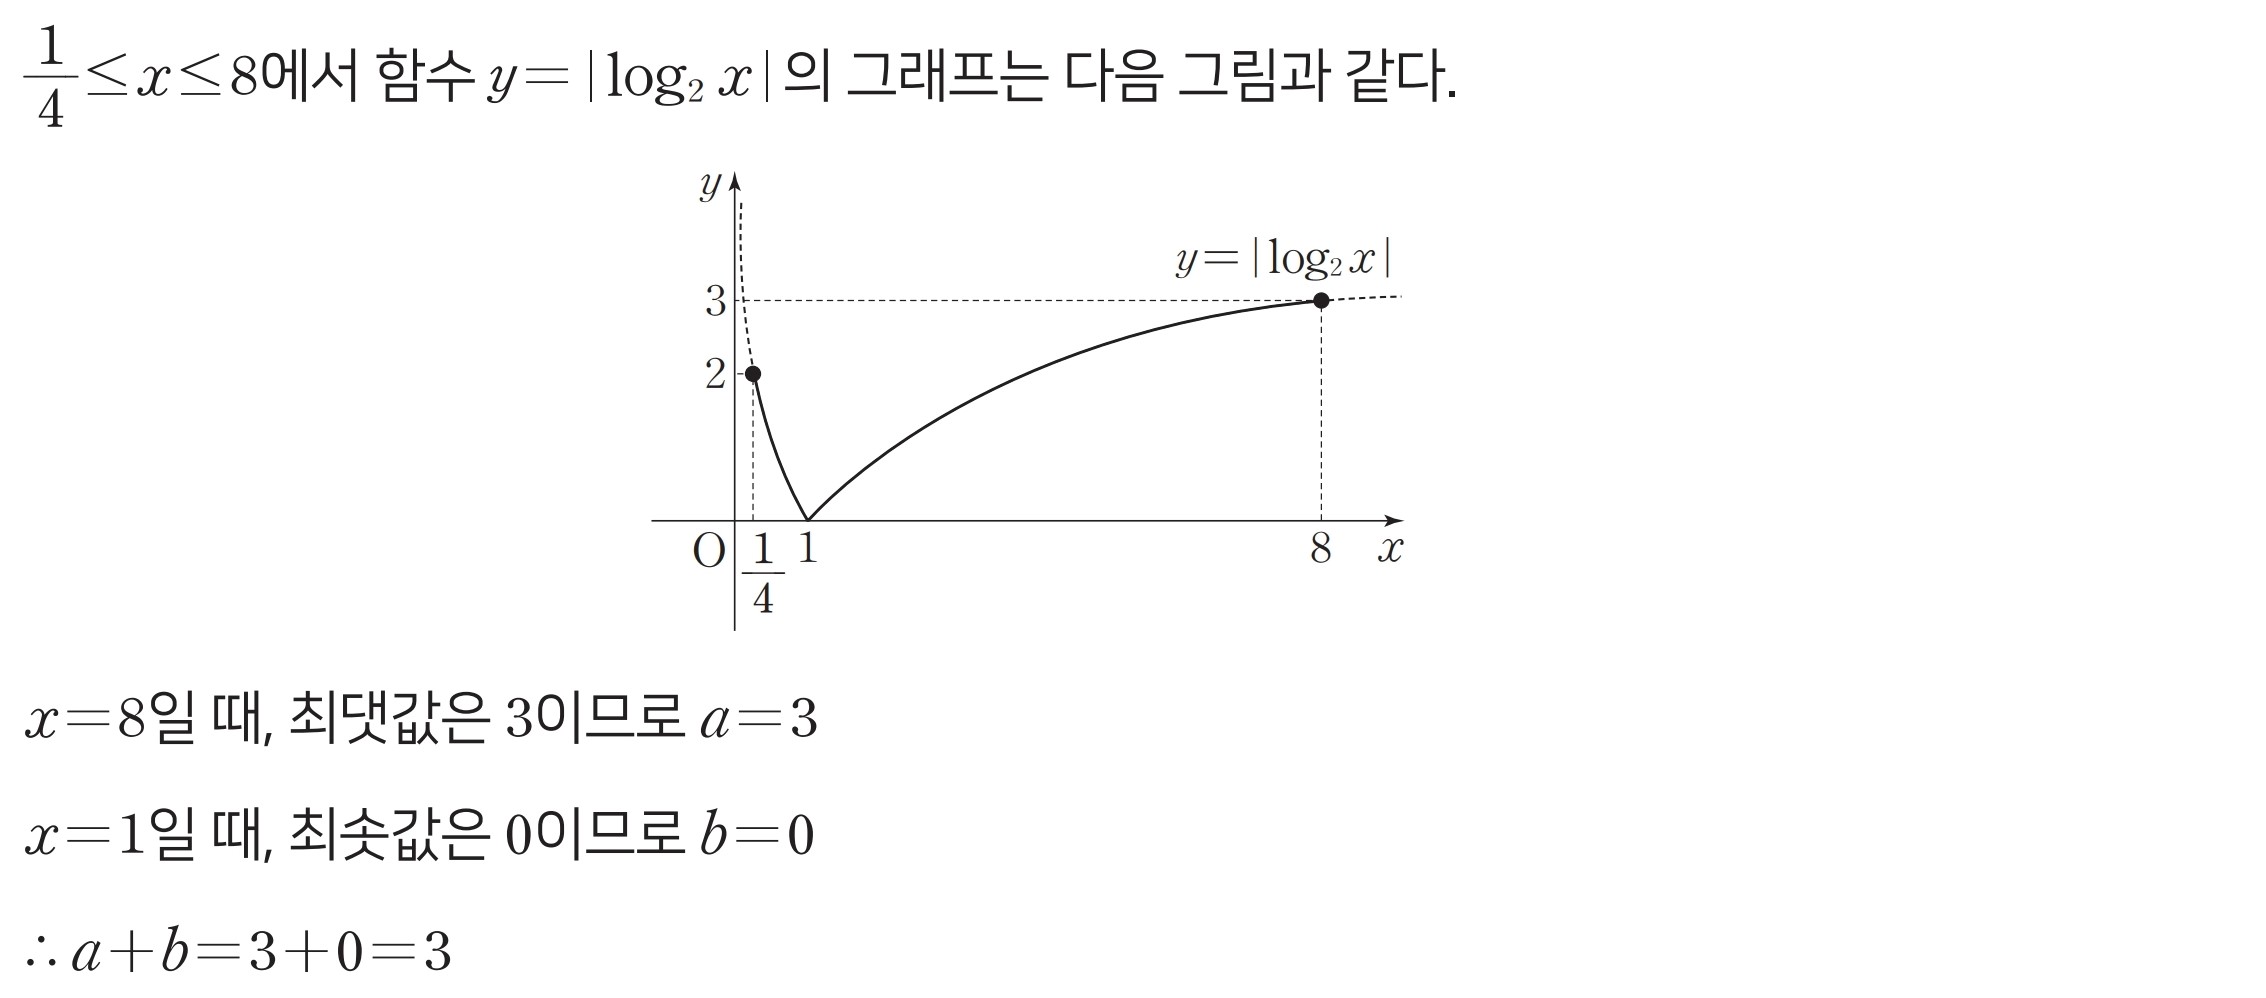 1/4≤x≤8에서 함수 y=|log₂ x|의 그래프는 다음 그림과 같다.
y
y=|log₂x|
3
2
O 1/4 1 8 x
x=8일 때, 최댓값은 3이므로 a=3
x=1일 때, 최솟값은 0이므로 b=0
∴ a+b=3+0=3